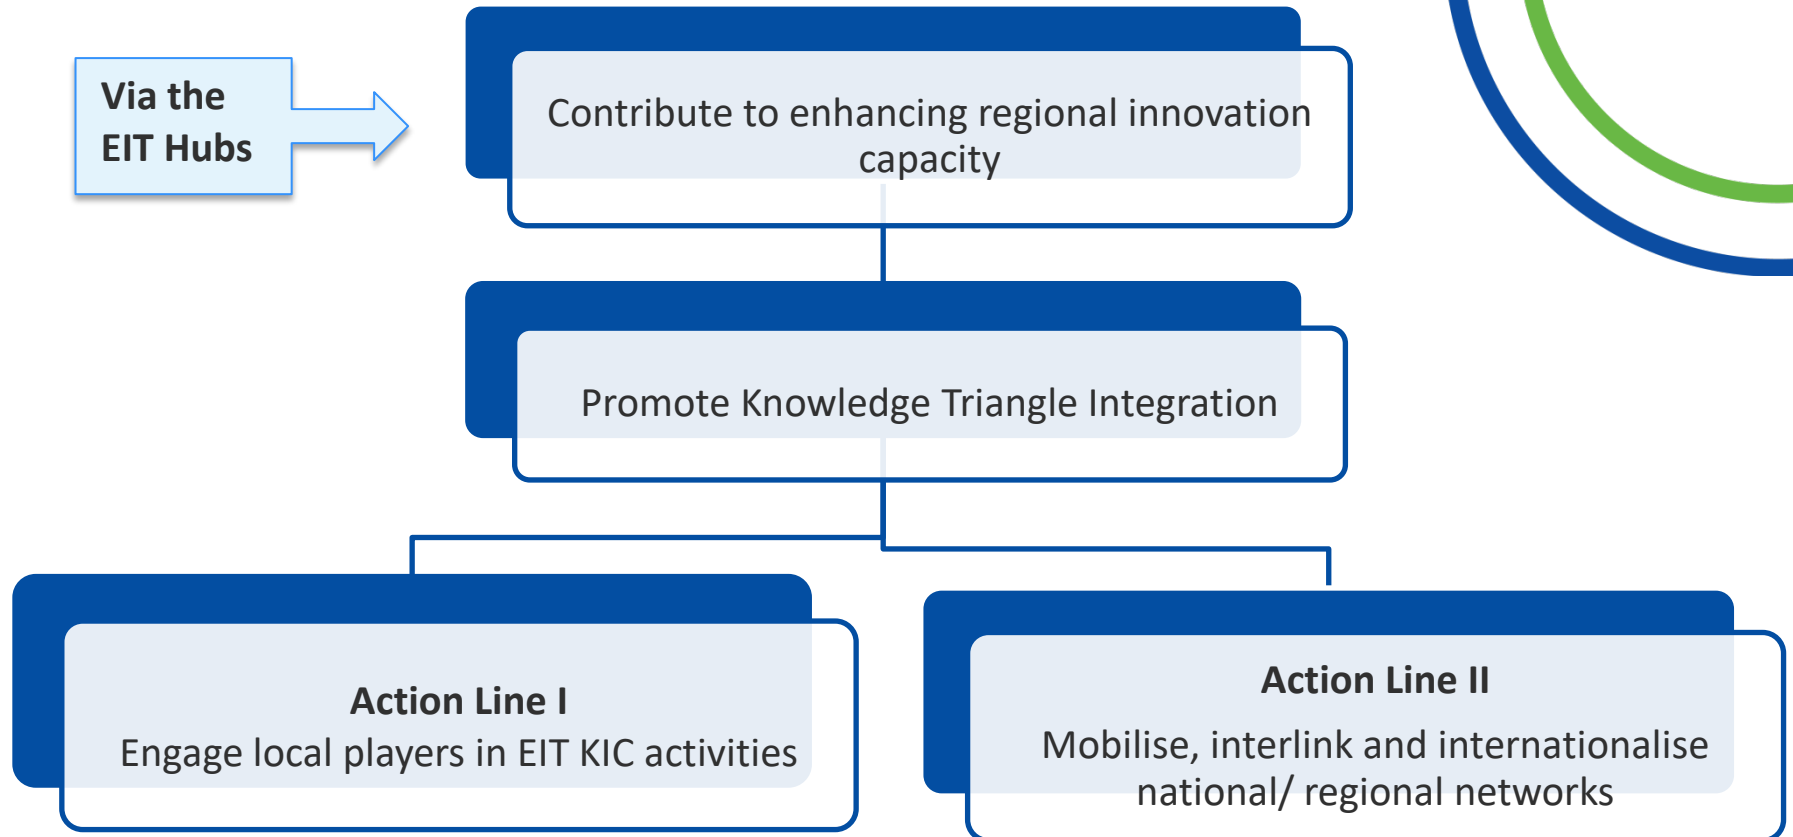 Via the
EIT Hubs
Contribute to enhancing regional innovation
capacity
Promote Knowledge Triangle Integration
Action Line I
Engage local players in EIT KIC activities
Action Line II
Mobilise, interlink and internationalise
national/ regional networks